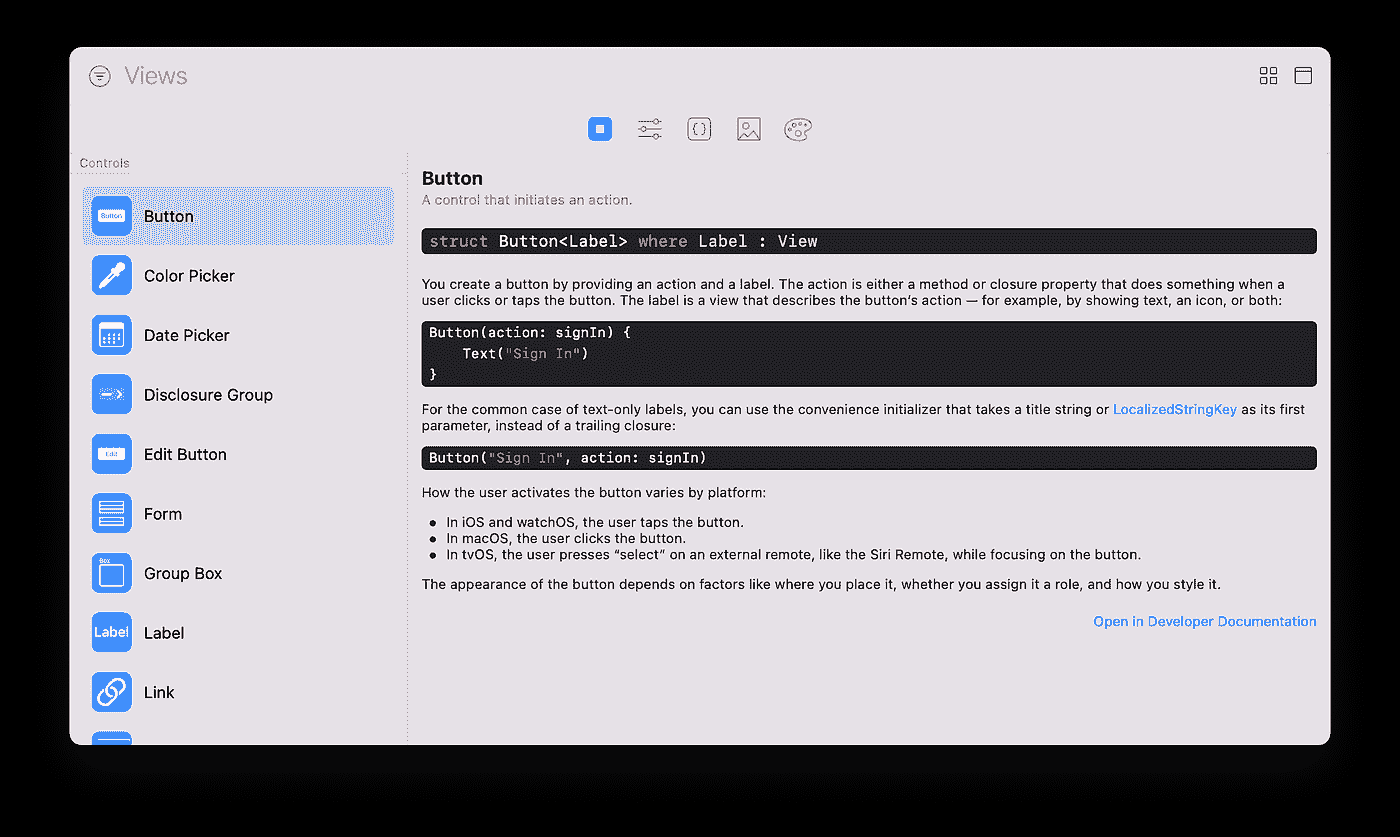 Views
Controls
Button
Button
Color Picker
Date Picker
Disclosure Group
Edit
Edit Button
Form
Box
Group Box
Label
Label
Link
Button
A control that initiates an action.
struct Button<Label> where Label : View
You create a button by providing an action and a label. The action is either a method or closure property that does something when a
user clicks or taps the button. The label is a view that describes the button’s action — for example, by showing text, an icon, or both:
Button(action: signIn) {
    Text("Sign In")
}
For the common case of text-only labels, you can use the convenience initializer that takes a title string or LocalizedStringKey as its first
parameter, instead of a trailing closure:
Button("Sign In", action: signIn)
How the user activates the button varies by platform:
● In iOS and watchOS, the user taps the button.
● In macOS, the user clicks the button.
● In tvOS, the user presses “select” on an external remote, like the Siri Remote, while focusing on the button.
The appearance of the button depends on factors like where you place it, whether you assign it a role, and how you style it.
Open in Developer Documentation